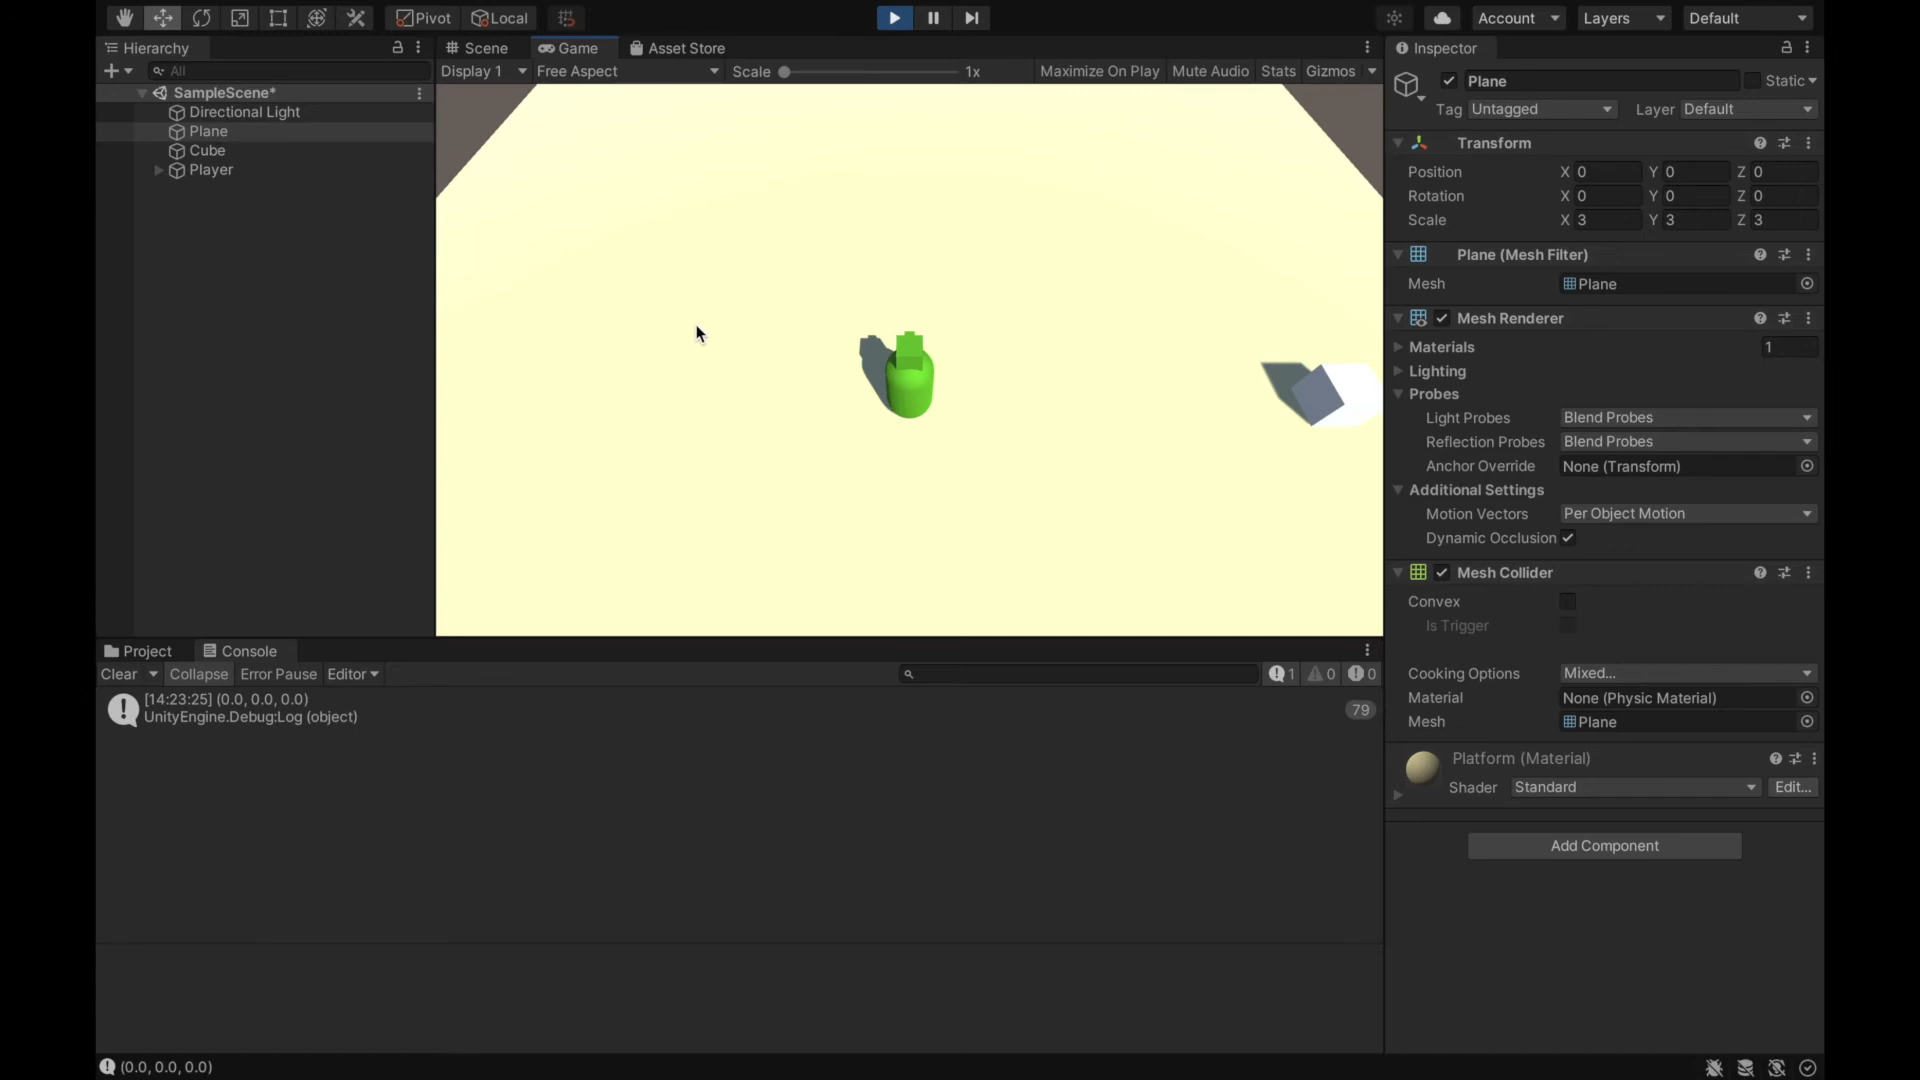 Pivot
Local
Account
Layers
Default
Hierarchy
All
SampleScene*
Directional Light
Plane
Cube
Player
Scene
Game
Asset Store
Display 1
Free Aspect
Scale
1x
Maximize On Play
Mute Audio
Stats
Gizmos
Inspector
Plane
Static
Tag Untagged
Layer Default
Transform
Position X 0 Y 0 Z 0
Rotation X 0 Y 0 Z 0
Scale X 3 Y 3 Z 3
Plane (Mesh Filter)
Mesh Plane
Mesh Renderer
Materials 1
Lighting
Probes
Light Probes Blend Probes
Reflection Probes Blend Probes
Anchor Override None (Transform)
Additional Settings
Motion Vectors Per Object Motion
Dynamic Occlusion
Mesh Collider
Convex
Is Trigger
Cooking Options Mixed...
Material None (Physic Material)
Mesh Plane
Platform (Material)
Shader Standard Edit...
Add Component
Project
Console
Clear
Collapse
Error Pause
Editor
1
0
0
[14:23:25] (0.0, 0.0, 0.0)
UnityEngine.Debug:Log (object)
79
(0.0, 0.0, 0.0)